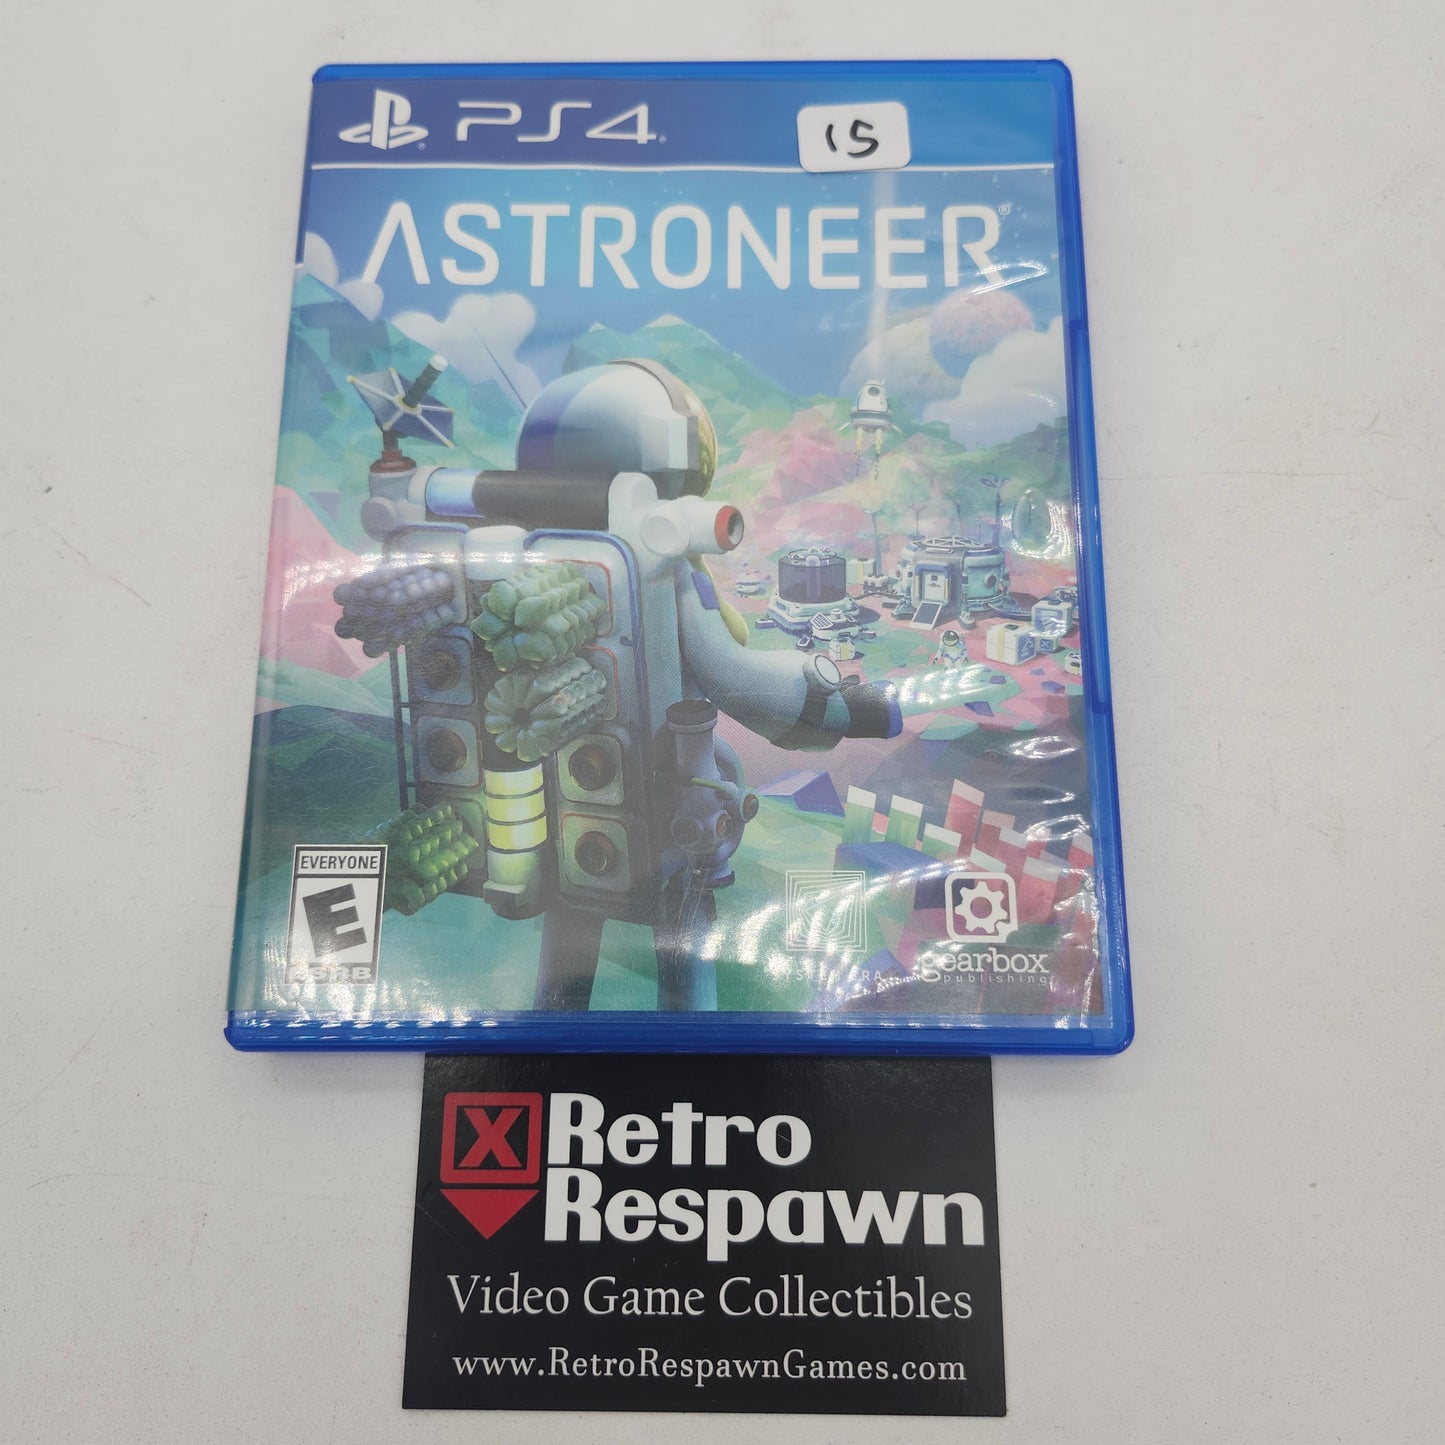 PS4
15
ASTRONEER®
EVERYONE
E
ESRB
gearbox
publishing
Retro
Respawn
Video Game Collectibles
www.RetroRespawnGames.com